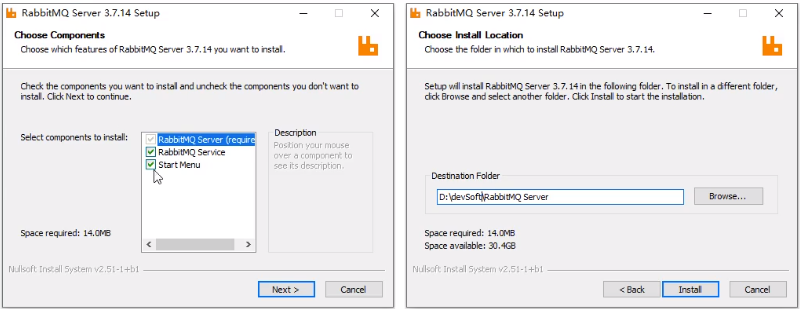 RabbitMQ Server 3.7.14 Setup
Choose Components
Choose which features of RabbitMQ Server 3.7.14 you want to install.
Check the components you want to install and uncheck the components you don't want to
install. Click Next to continue.
Select components to install:
RabbitMQ Server (require
RabbitMQ Service
Start Menu
Description
Position your mouse
over a component to
see its description.
Space required: 14.0MB
Nullsoft Install System v2.51-1+b1
Next >
Cancel
RabbitMQ Server 3.7.14 Setup
Choose Install Location
Choose the folder in which to install RabbitMQ Server 3.7.14.
Setup will install RabbitMQ Server 3.7.14 in the following folder. To install in a different folder,
click Browse and select another folder. Click Install to start the installation.
Destination Folder
D:\devSoft\RabbitMQ Server
Browse...
Space required: 14.0MB
Space available: 30.4GB
Nullsoft Install System v2.51-1+b1
< Back
Install
Cancel